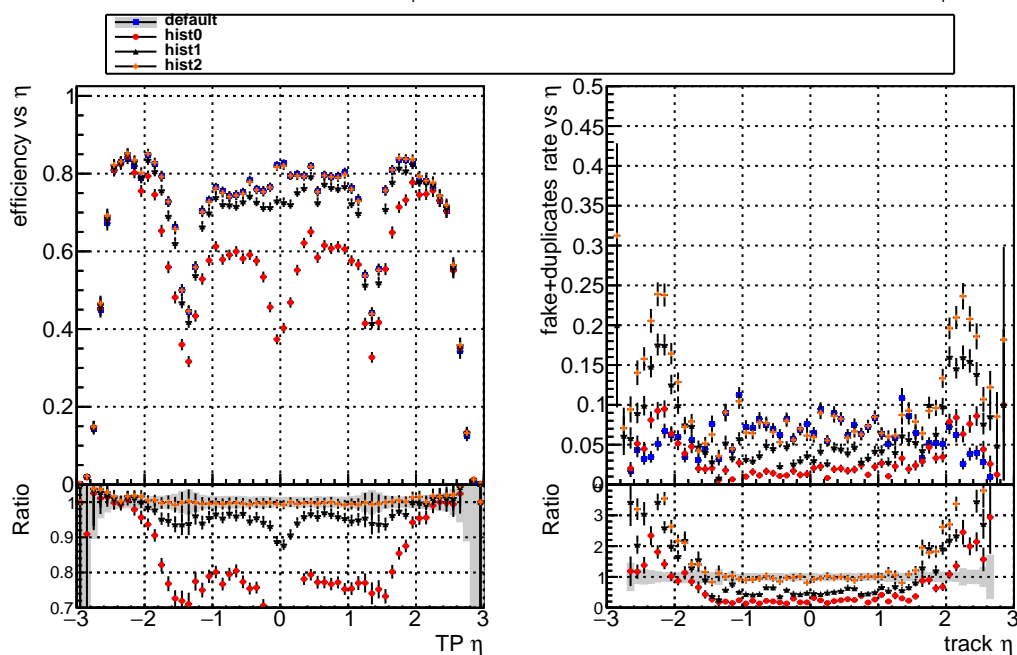 default
hist0
hist1
hist2
efficiency vs η
1
0.8
0.6
0.4
0.2
0
Ratio
1
0.9
0.8
0.7
−3 −2 −1 0 1 2 3
TP η
fake+duplicates rate vs η
0.5
0.45
0.4
0.35
0.3
0.25
0.2
0.15
0.1
0.05
0
Ratio
3
2
1
0
−3 −2 −1 0 1 2 3
track η